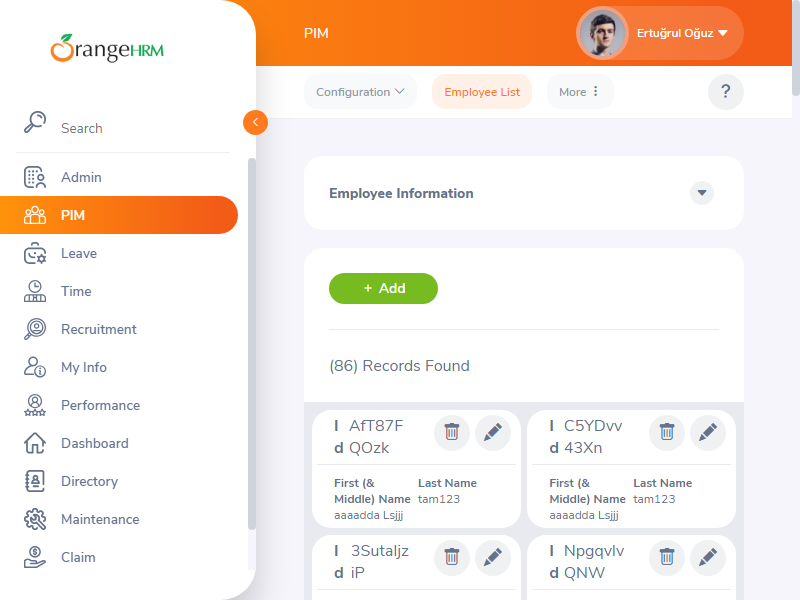 OrangeHRM
Search
Admin
PIM
Leave
Time
Recruitment
My Info
Performance
Dashboard
Directory
Maintenance
Claim
PIM
Ertuğrul Oğuz
Configuration
Employee List
More
?
Employee Information
+ Add
(86) Records Found
Id AfT87FQOzk
First (& Middle) Name
aaaadda Lsjjj
Last Name
tam123
Id C5YDvv43Xn
First (& Middle) Name
aaaadda Lsjjj
Last Name
tam123
Id 3SutaljziP
Id NpgqvIvQNW